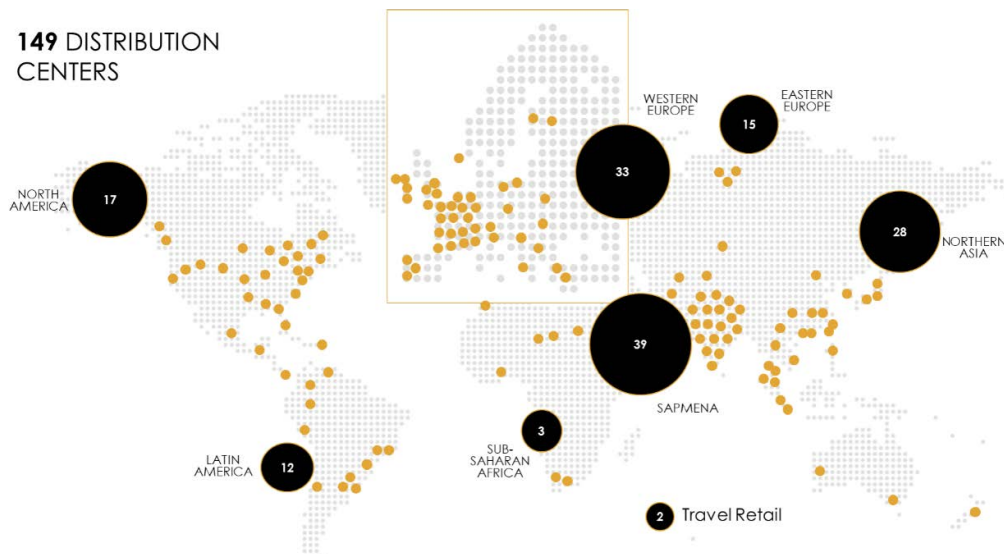 149 DISTRIBUTION
CENTERS
WESTERN
EUROPE
EASTERN
EUROPE
15
33
NORTH
AMERICA
17
28
NORTHERN
ASIA
39
SAPMENA
3
SUB-
SAHARAN
AFRICA
LATIN
AMERICA
12
2 Travel Retail